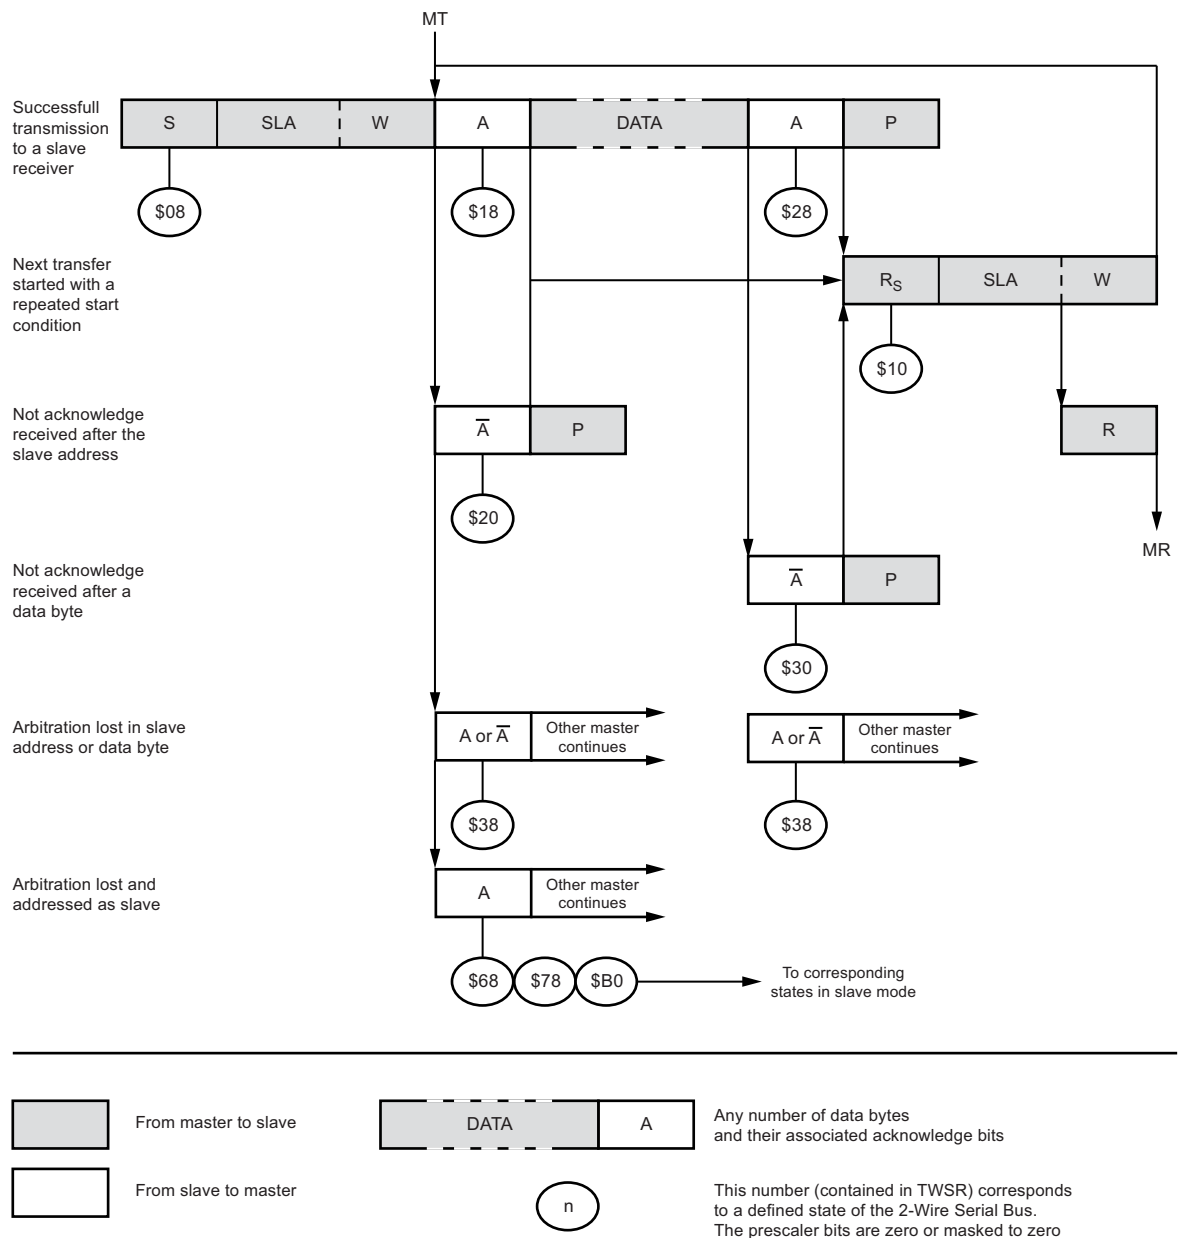 MT
Successfull
transmission
to a slave
receiver
S SLA W A DATA A P
$08 $18 $28
Next transfer
started with a
repeated start
condition
RS SLA W
$10
Not acknowledge
received after the
slave address
A̅ P
R
$20
MR
Not acknowledge
received after a
data byte
A̅ P
$30
Arbitration lost in slave
address or data byte
A or A̅
Other master
continues
A or A̅
Other master
continues
$38 $38
Arbitration lost and
addressed as slave
A
Other master
continues
$68 $78 $B0
To corresponding
states in slave mode
From master to slave
DATA A
Any number of data bytes
and their associated acknowledge bits
From slave to master
n
This number (contained in TWSR) corresponds
to a defined state of the 2-Wire Serial Bus.
The prescaler bits are zero or masked to zero